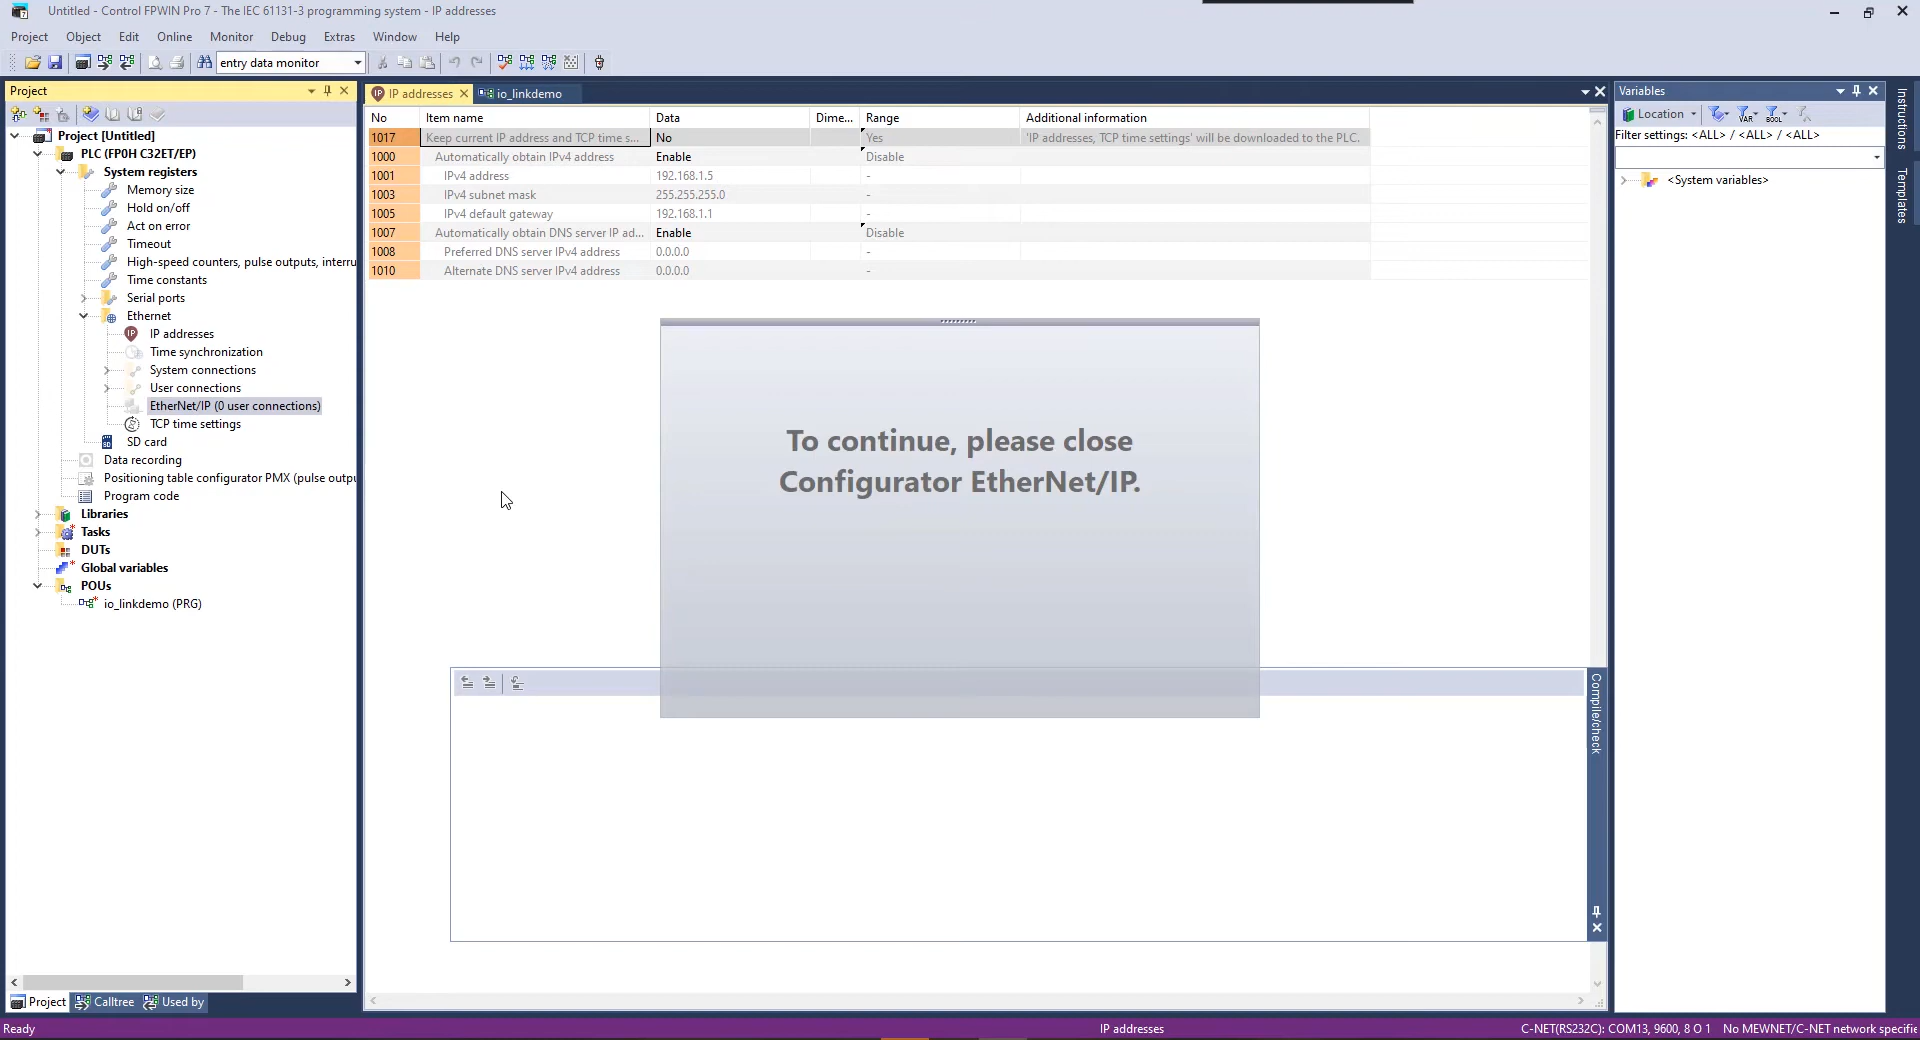 Untitled - Control FPWIN Pro 7 - The IEC 61131-3 programming system - IP addresses
Project Object Edit Online Monitor Debug Extras Window Help
entry data monitor
Project
Project [Untitled]
PLC (FP0H C32ET/EP)
System registers
Memory size
Hold on/off
Act on error
Timeout
High-speed counters, pulse outputs, interru
Time constants
Serial ports
Ethernet
IP addresses
Time synchronization
System connections
User connections
EtherNet/IP (0 user connections)
TCP time settings
SD card
Data recording
Positioning table configurator PMX (pulse outpu
Program code
Libraries
Tasks
DUTs
Global variables
POUs
io_linkdemo (PRG)
Project Calltree Used by
IP addresses io_linkdemo
No Item name Data Dime... Range Additional information
1017 Keep current IP address and TCP time s... No Yes 'IP addresses, TCP time settings' will be downloaded to the PLC.
1000 Automatically obtain IPv4 address Enable Disable
1001 IPv4 address 192.168.1.5 -
1003 IPv4 subnet mask 255.255.255.0 -
1005 IPv4 default gateway 192.168.1.1 -
1007 Automatically obtain DNS server IP ad... Enable Disable
1008 Preferred DNS server IPv4 address 0.0.0.0 -
1010 Alternate DNS server IPv4 address 0.0.0.0 -
To continue, please close
Configurator EtherNet/IP.
Compile/check
Variables
Location
VAR
BOOL
Filter settings: <ALL> / <ALL> / <ALL>
<System variables>
Instructions
Templates
Ready IP addresses C-NET(RS232C): COM13, 9600, 8 O 1 No MEWNET/C-NET network specifie